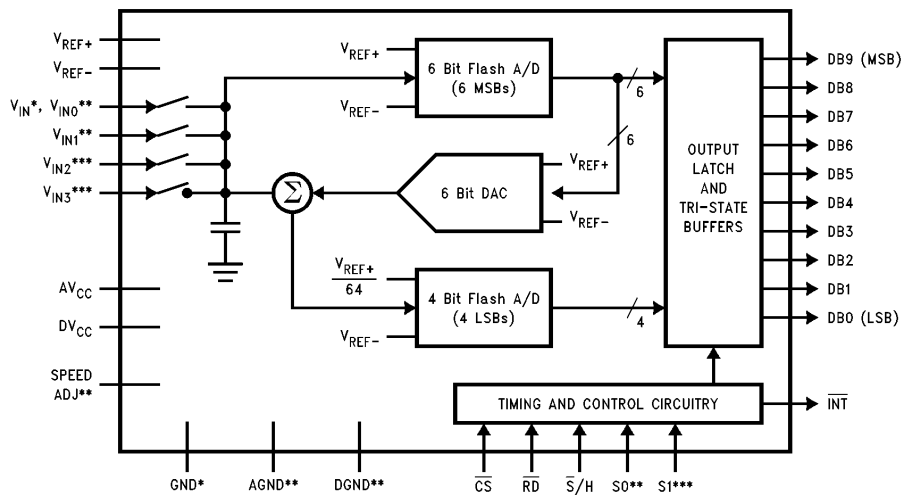 VREF+
VREF-
VIN*, VIN0**
VIN1**
VIN2***
VIN3***
AVCC
DVCC
SPEED
ADJ**
VREF+
VREF-
6 Bit Flash A/D
(6 MSBs)
6
6
Σ
6 Bit DAC
VREF+
VREF-
VREF+
64
VREF-
4 Bit Flash A/D
(4 LSBs)
4
OUTPUT
LATCH
AND
TRI-STATE
BUFFERS
DB9 (MSB)
DB8
DB7
DB6
DB5
DB4
DB3
DB2
DB1
DB0 (LSB)
TIMING AND CONTROL CIRCUITRY
I̅N̅T̅
GND*
AGND**
DGND**
C̅S̅
R̅D̅
S̅/H
S0**
S1***